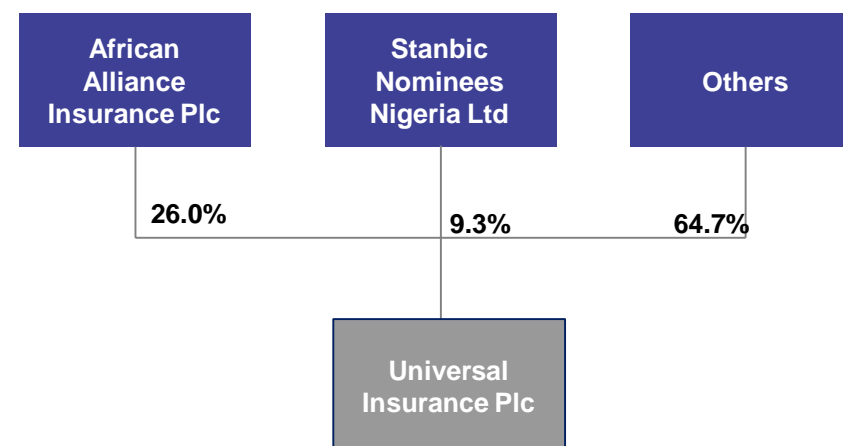 African
Alliance
Insurance Plc
Stanbic
Nominees
Nigeria Ltd
Others
26.0%
9.3%
64.7%
Universal
Insurance Plc